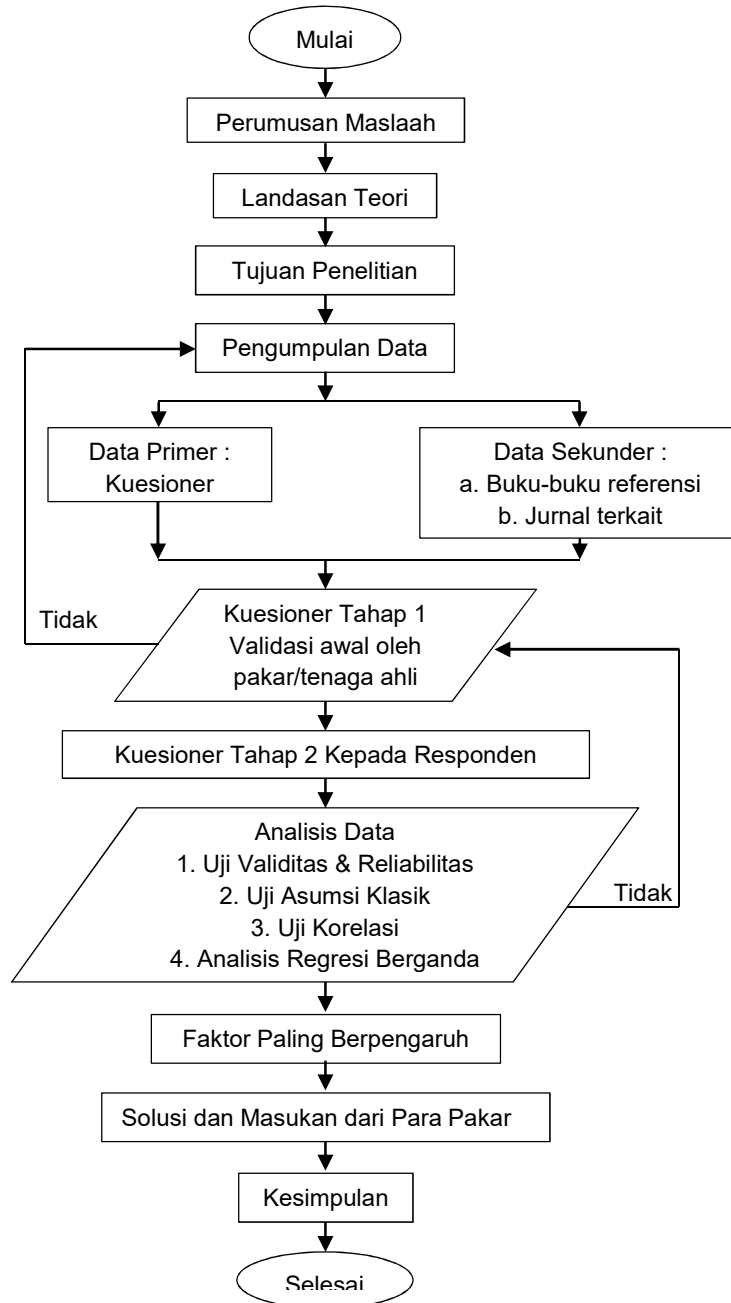 Mulai
Perumusan Maslaah
Landasan Teori
Tujuan Penelitian
Pengumpulan Data
Data Primer :
Kuesioner
Data Sekunder :
a. Buku-buku referensi
b. Jurnal terkait
Tidak
Kuesioner Tahap 1
Validasi awal oleh
pakar/tenaga ahli
Kuesioner Tahap 2 Kepada Responden
Analisis Data
1. Uji Validitas & Reliabilitas
2. Uji Asumsi Klasik
3. Uji Korelasi
4. Analisis Regresi Berganda
Tidak
Faktor Paling Berpengaruh
Solusi dan Masukan dari Para Pakar
Kesimpulan
Selesai